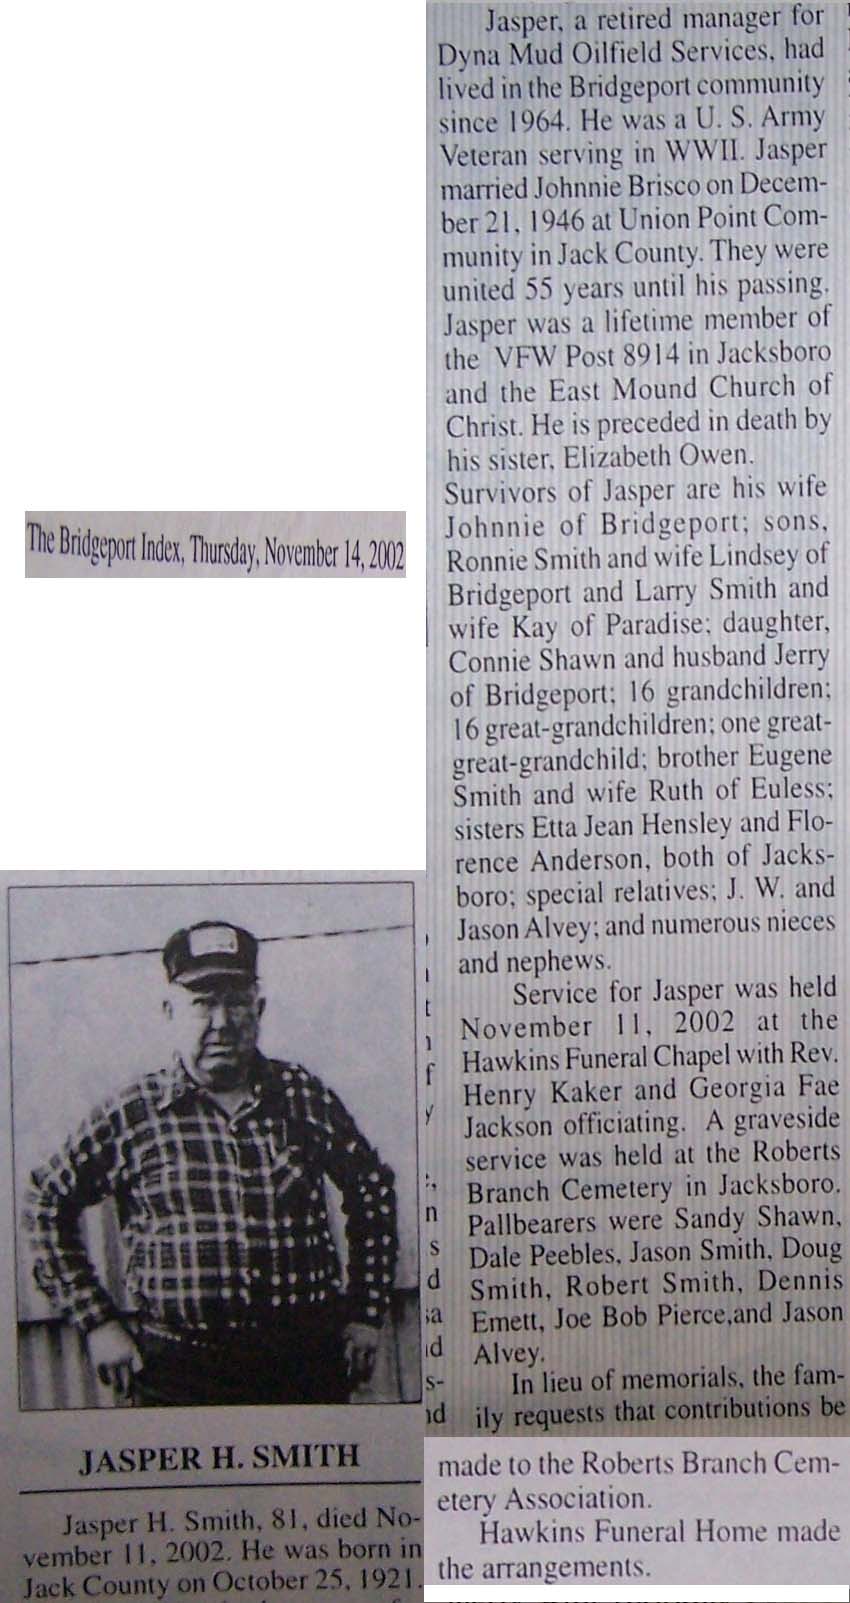 The Bridgeport Index, Thursday, November 14, 2002
JASPER H. SMITH
Jasper H. Smith, 81, died No-
vember 11, 2002. He was born in
Jack County on October 25, 1921.
Jasper, a retired manager for
Dyna Mud Oilfield Services, had
lived in the Bridgeport community
since 1964. He was a U. S. Army
Veteran serving in WWII. Jasper
married Johnnie Brisco on Decem-
ber 21, 1946 at Union Point Com-
munity in Jack County. They were
united 55 years until his passing.
Jasper was a lifetime member of
the VFW Post 8914 in Jacksboro
and the East Mound Church of
Christ. He is preceded in death by
his sister, Elizabeth Owen.
Survivors of Jasper are his wife
Johnnie of Bridgeport; sons,
Ronnie Smith and wife Lindsey of
Bridgeport and Larry Smith and
wife Kay of Paradise; daughter,
Connie Shawn and husband Jerry
of Bridgeport; 16 grandchildren;
16 great-grandchildren; one great-
great-grandchild; brother Eugene
Smith and wife Ruth of Euless;
sisters Etta Jean Hensley and Flo-
rence Anderson, both of Jacks-
boro; special relatives; J. W. and
Jason Alvey; and numerous nieces
and nephews.
Service for Jasper was held
November 11, 2002 at the
Hawkins Funeral Chapel with Rev.
Henry Kaker and Georgia Fae
Jackson officiating. A graveside
service was held at the Roberts
Branch Cemetery in Jacksboro.
Pallbearers were Sandy Shawn,
Dale Peebles, Jason Smith, Doug
Smith, Robert Smith, Dennis
Emett, Joe Bob Pierce,and Jason
Alvey.
In lieu of memorials, the fam-
ily requests that contributions be
made to the Roberts Branch Cem-
etery Association.
Hawkins Funeral Home made
the arrangements.